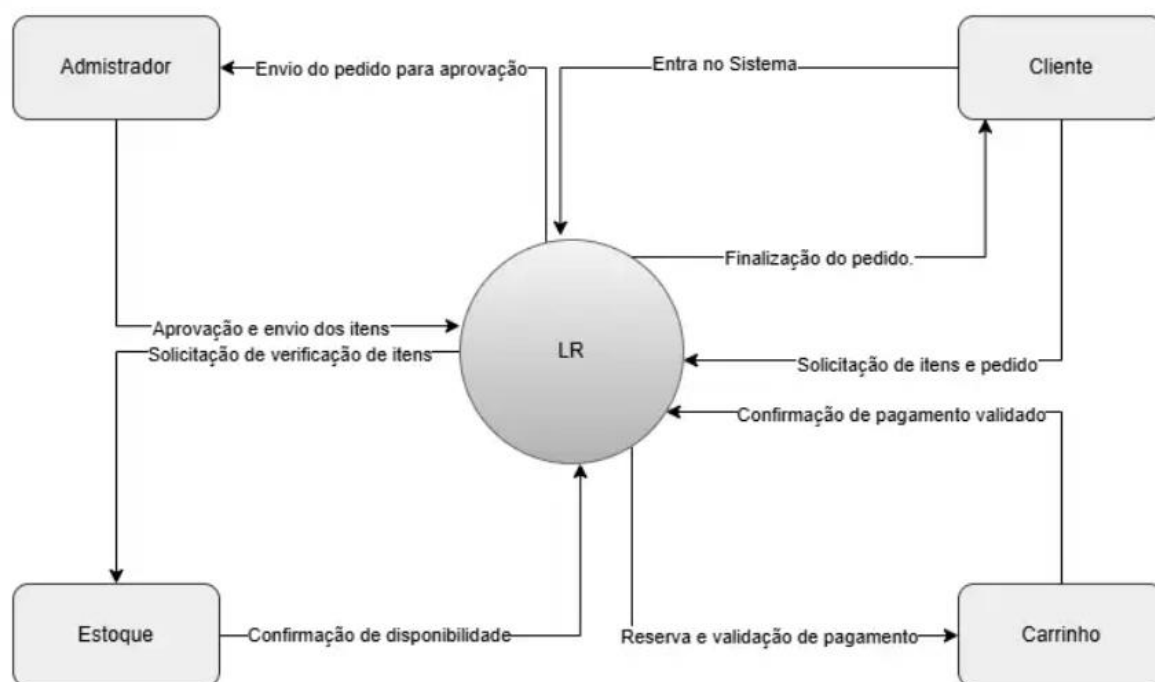 Admistrador
Envio do pedido para aprovação
Entra no Sistema
Cliente
Finalização do pedido.
Aprovação e envio dos itens
Solicitação de verificação de itens
LR
Solicitação de itens e pedido
Confirmação de pagamento validado
Estoque
Confirmação de disponibilidade
Reserva e validação de pagamento
Carrinho